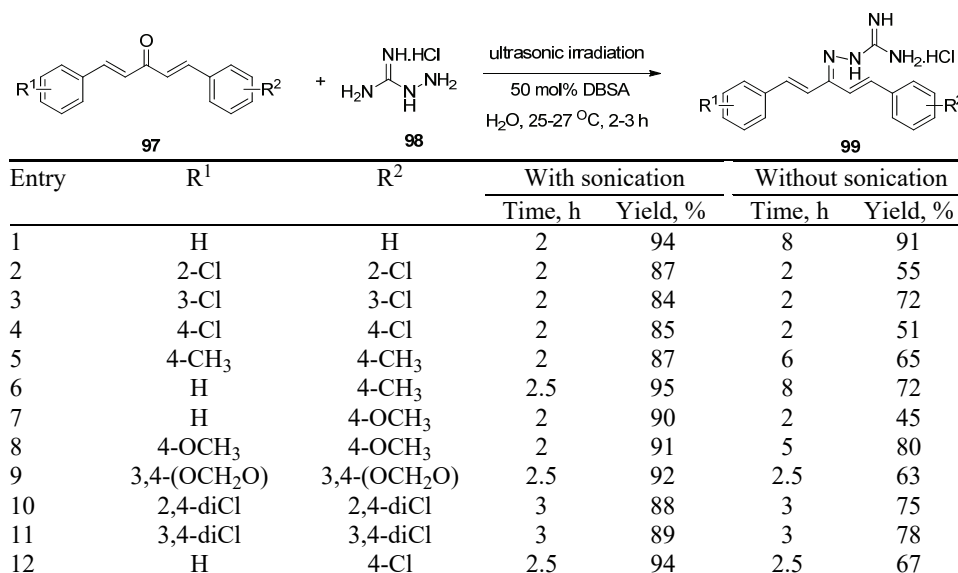 O
R¹
R²
97
+
NH.HCl
H₂N
N
H
NH₂
98
ultrasonic irradiation
50 mol% DBSA
H₂O, 25-27 ᴼC, 2-3 h
NH
N
NH
NH₂.HCl
R¹
R²
99
Entry R¹ R² With sonication Without sonication
Time, h Yield, % Time, h Yield, %
1 H H 2 94 8 91
2 2-Cl 2-Cl 2 87 2 55
3 3-Cl 3-Cl 2 84 2 72
4 4-Cl 4-Cl 2 85 2 51
5 4-CH₃ 4-CH₃ 2 87 6 65
6 H 4-CH₃ 2.5 95 8 72
7 H 4-OCH₃ 2 90 2 45
8 4-OCH₃ 4-OCH₃ 2 91 5 80
9 3,4-(OCH₂O) 3,4-(OCH₂O) 2.5 92 2.5 63
10 2,4-diCl 2,4-diCl 3 88 3 75
11 3,4-diCl 3,4-diCl 3 89 3 78
12 H 4-Cl 2.5 94 2.5 67